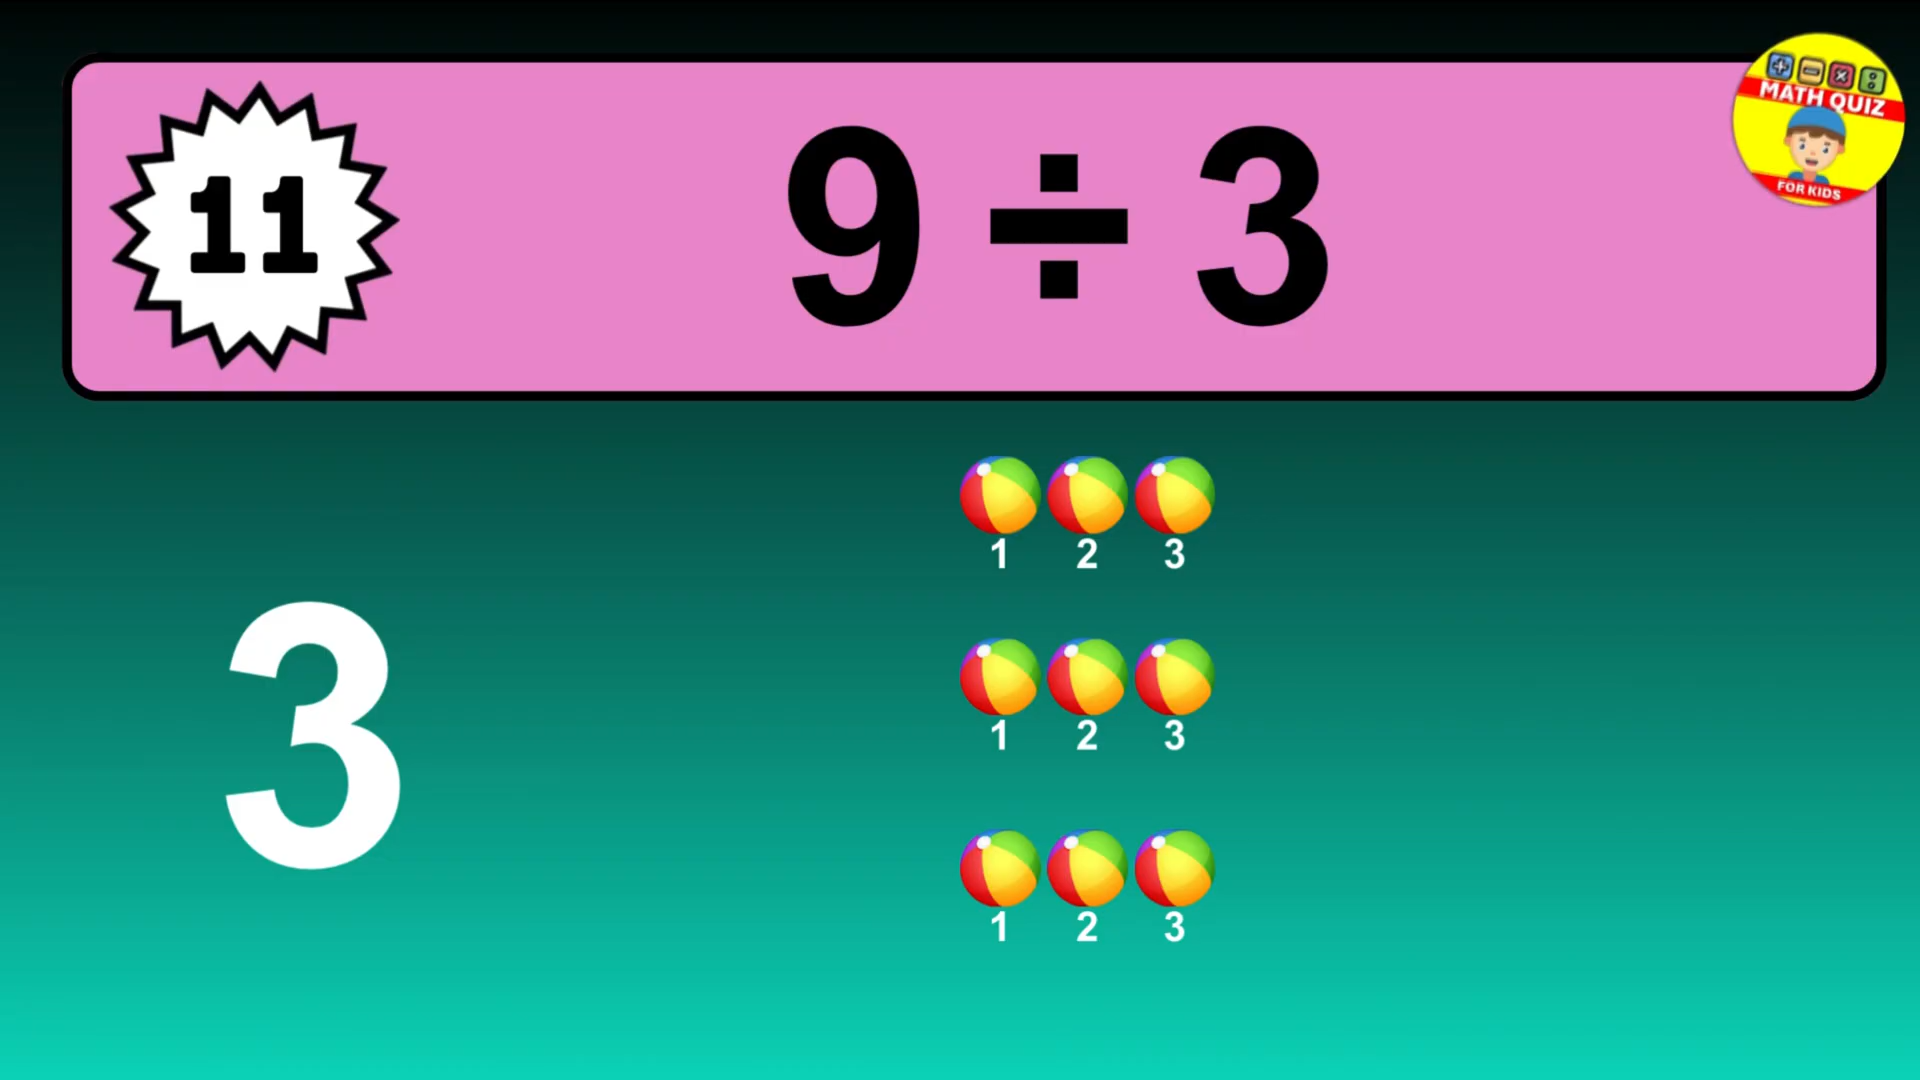 11
9 ÷ 3
MATH QUIZ
FOR KIDS
3
1 2 3
1 2 3
1 2 3